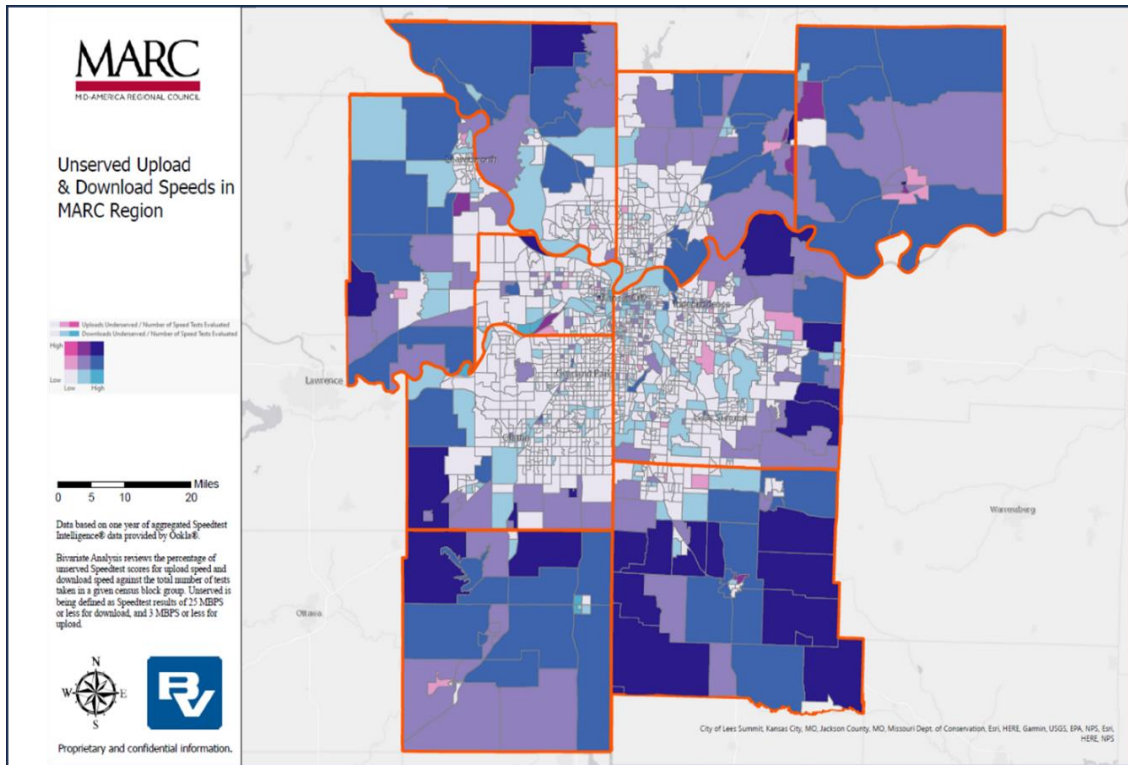 MARC
MID-AMERICA REGIONAL COUNCIL
Unserved Upload
& Download Speeds in
MARC Region
Uploads Underserved / Number of Speed Tests Evaluated
Downloads Underserved / Number of Speed Tests Evaluated
High
Low
Low High
Miles
0 5 10 20
Data based on one year of aggregated Speedtest
Intelligence® data provided by Ookla®.
Bivariate Analysis reviews the percentage of
unserved Speedtest scores for upload speed and
download speed against the total number of tests
taken in a given census block group. Unserved is
being defined as Speedtest results of 25 MBPS
or less for download, and 3 MBPS or less for
upload.
N
W E
S
BV
Proprietary and confidential information.
Lawrence
Ottawa
Overland Park
Olathe
Independence
Warrensburg
City of Lees Summit, Kansas City, MO, Jackson County, MO, Missouri Dept. of Conservation, Esri, HERE, Garmin, USGS, EPA, NPS, Esri,
HERE, NPS